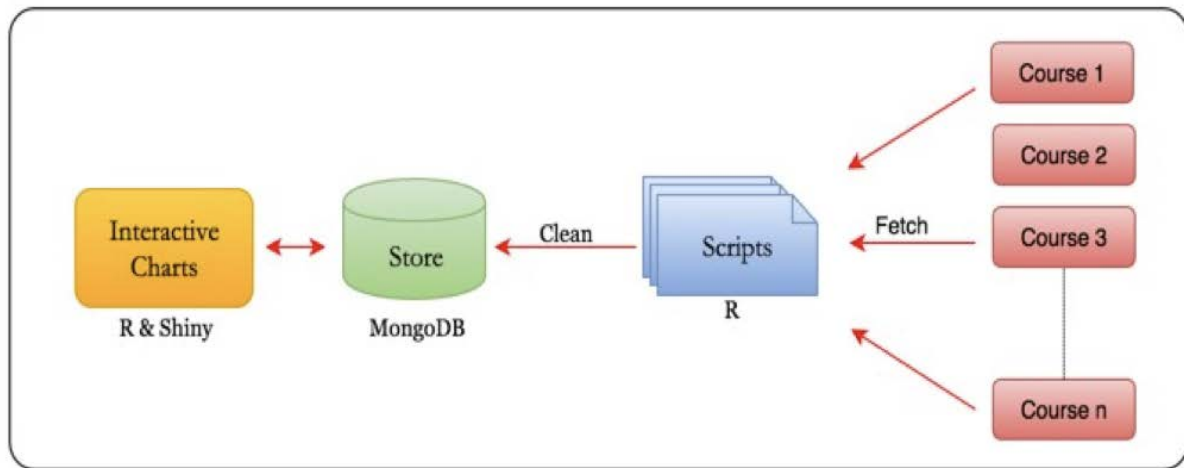 Course 1
Course 2
Interactive
Charts
Store
Clean
Scripts
Fetch
Course 3
R & Shiny
MongoDB
R
Course n